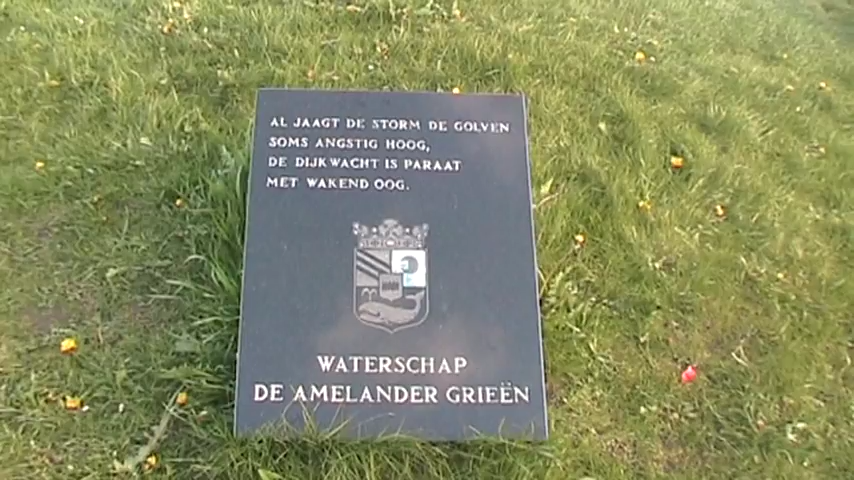 AL JAAGT DE STORM DE GOLVEN
SOMS ANGSTIG HOOG,
DE DIJKWACHT IS PARAAT
MET WAKEND OOG.
WATERSCHAP
DE AMELANDER GRIEËN